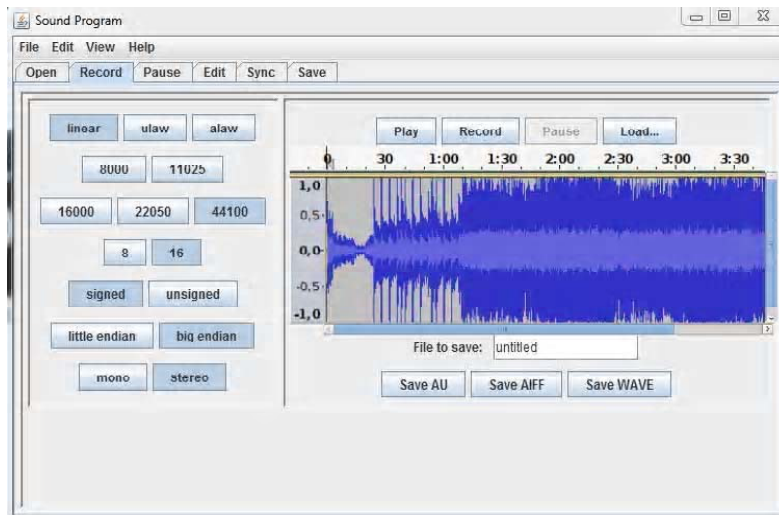 Sound Program
File Edit View Help
Open Record Pause Edit Sync Save
linear ulaw alaw
8000 11025
16000 22050 44100
8 16
signed unsigned
little endian big endian
mono stereo
Play Record Pause Load...
0 30 1:00 1:30 2:00 2:30 3:00 3:30
1,0
0,5
0,0
-0,5
-1,0
File to save: untitled
Save AU Save AIFF Save WAVE